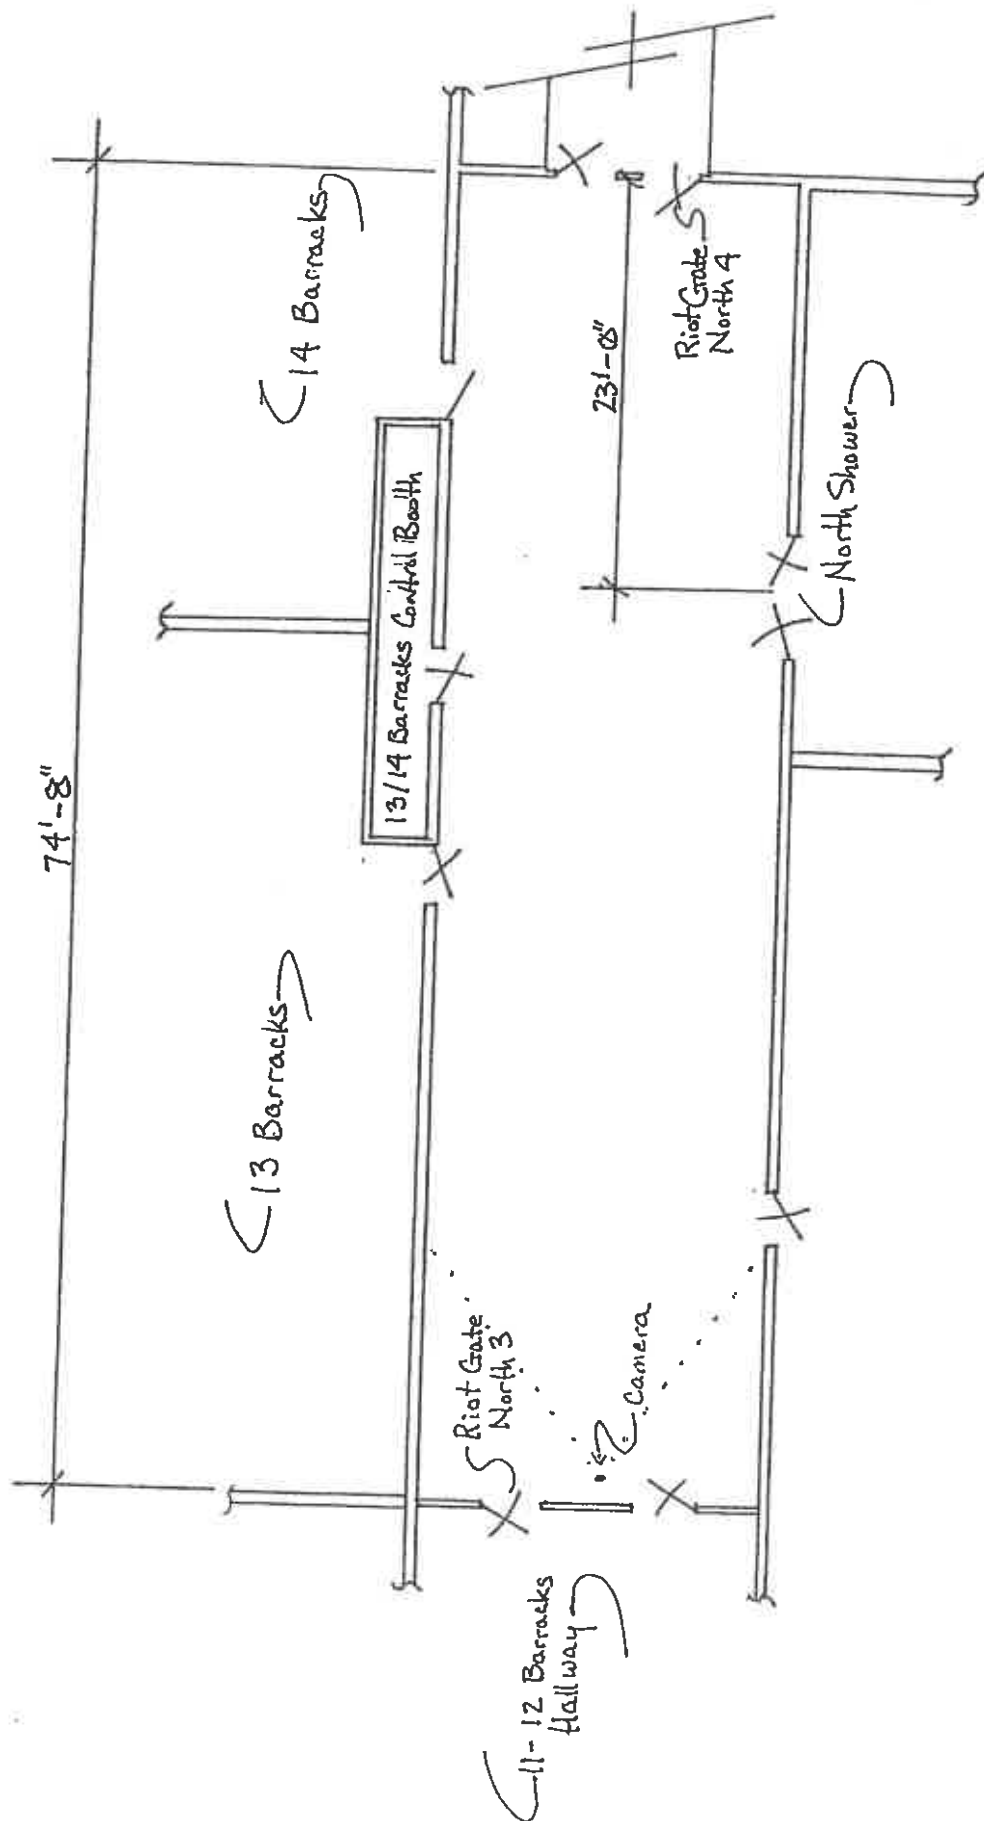 74'-8"
14 Barracks
13 Barracks
13/14 Barracks Control Booth
23'-0"
Riot Gate
North 4
North Shower
Riot Gate
North 3
Camera
11-12 Barracks
Hallway